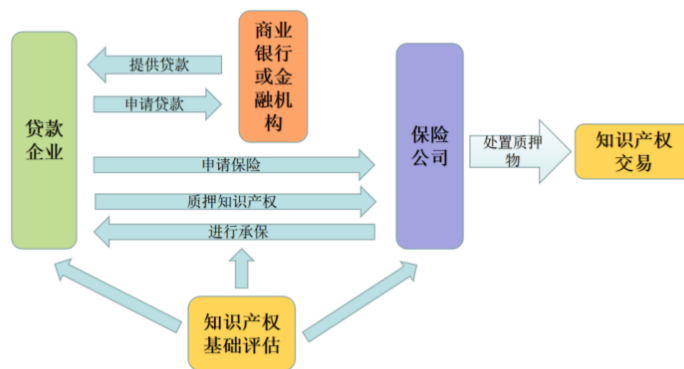 商业
银行
或金
融机
构
提供贷款
申请贷款
贷款
企业
保险
公司
申请保险
质押知识产权
进行承保
处置质押
物
知识产权
交易
知识产权
基础评估